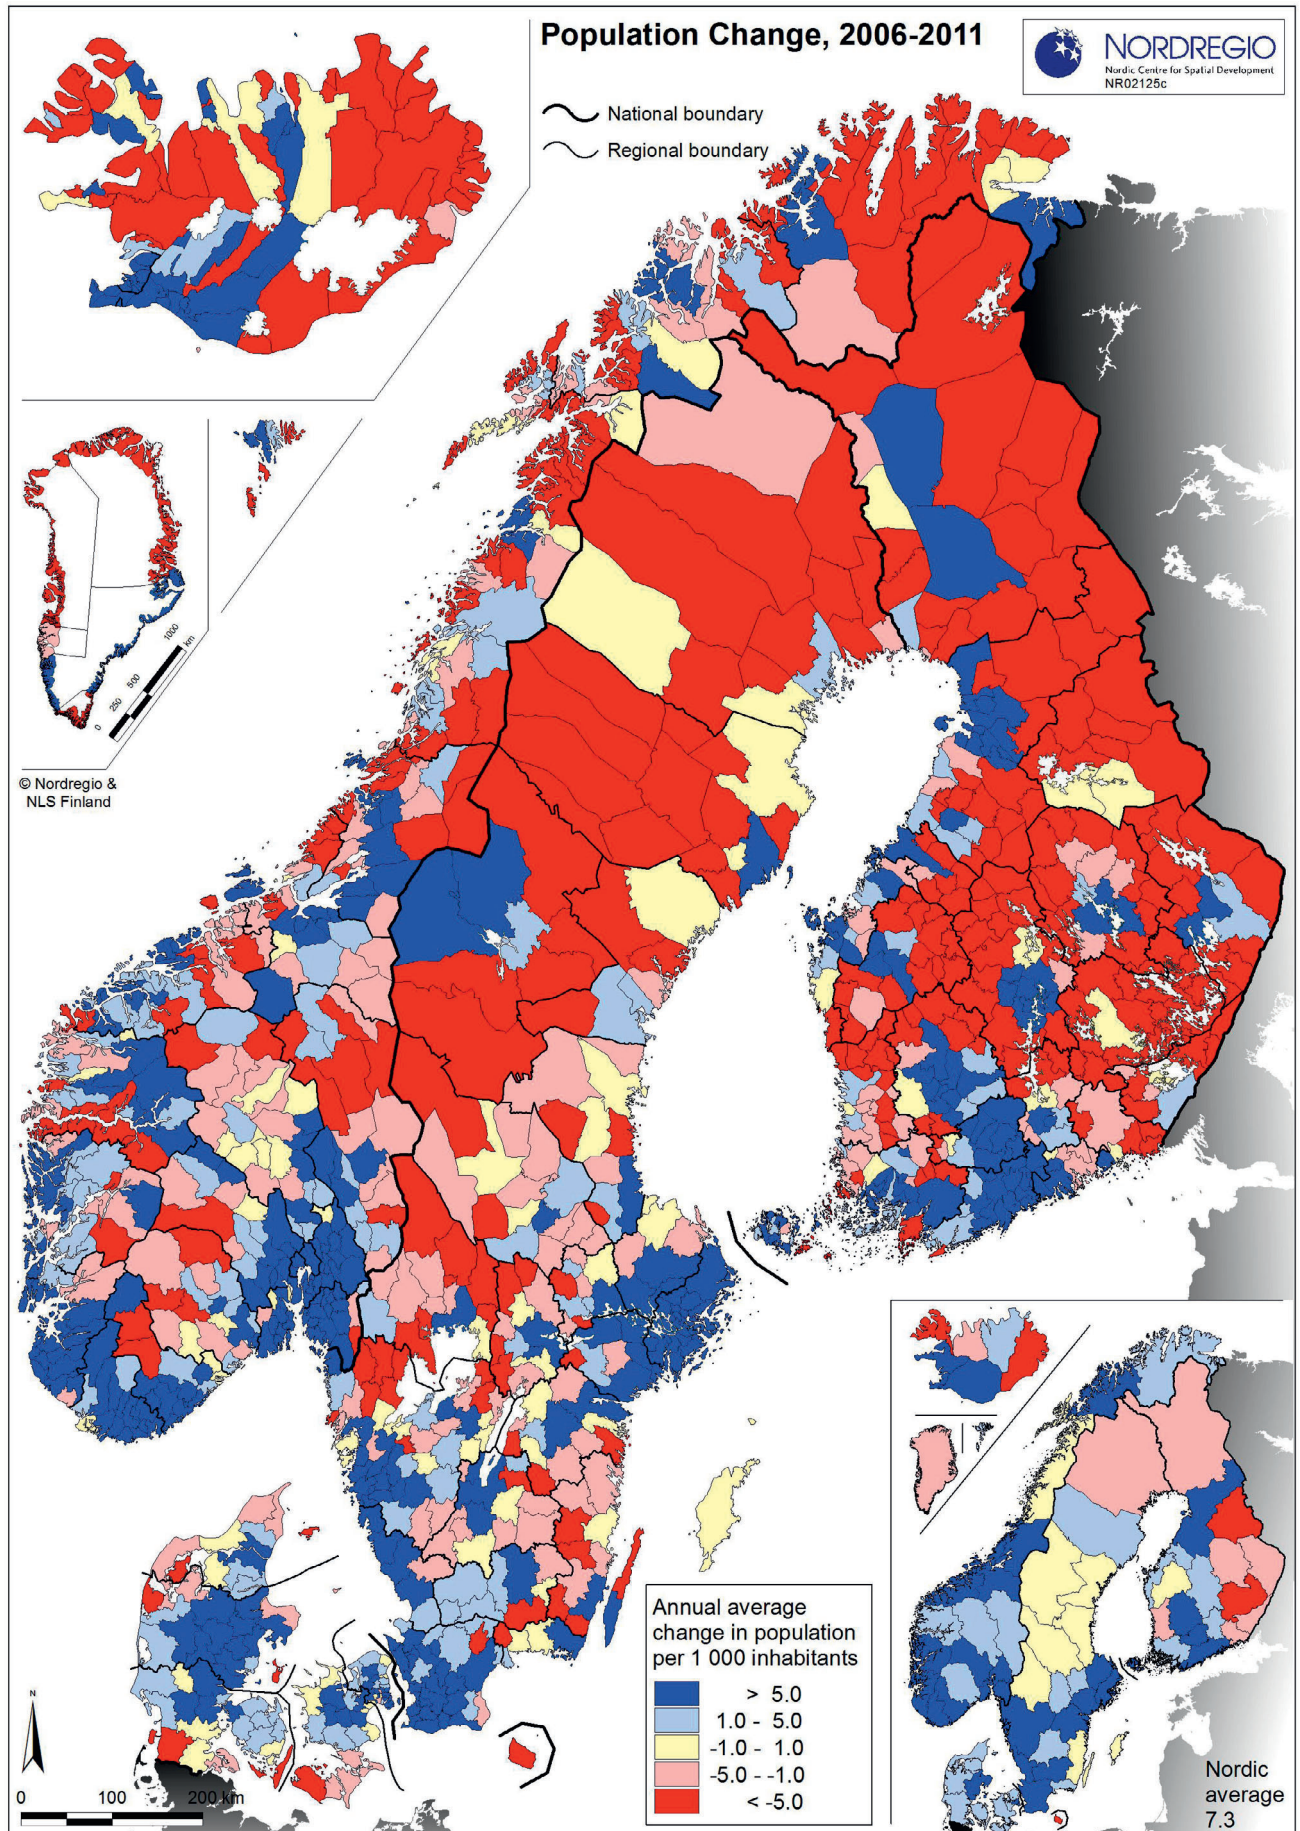 Population Change, 2006-2011
NORDREGIO
Nordic Centre for Spatial Development
NR02125c
National boundary
Regional boundary
0 250 500 1000
km
© Nordregio &
NLS Finland
Annual average
change in population
per 1 000 inhabitants
> 5.0
1.0 - 5.0
-1.0 - 1.0
-5.0 - -1.0
< -5.0
N
0 100 200 km
Nordic
average
7.3